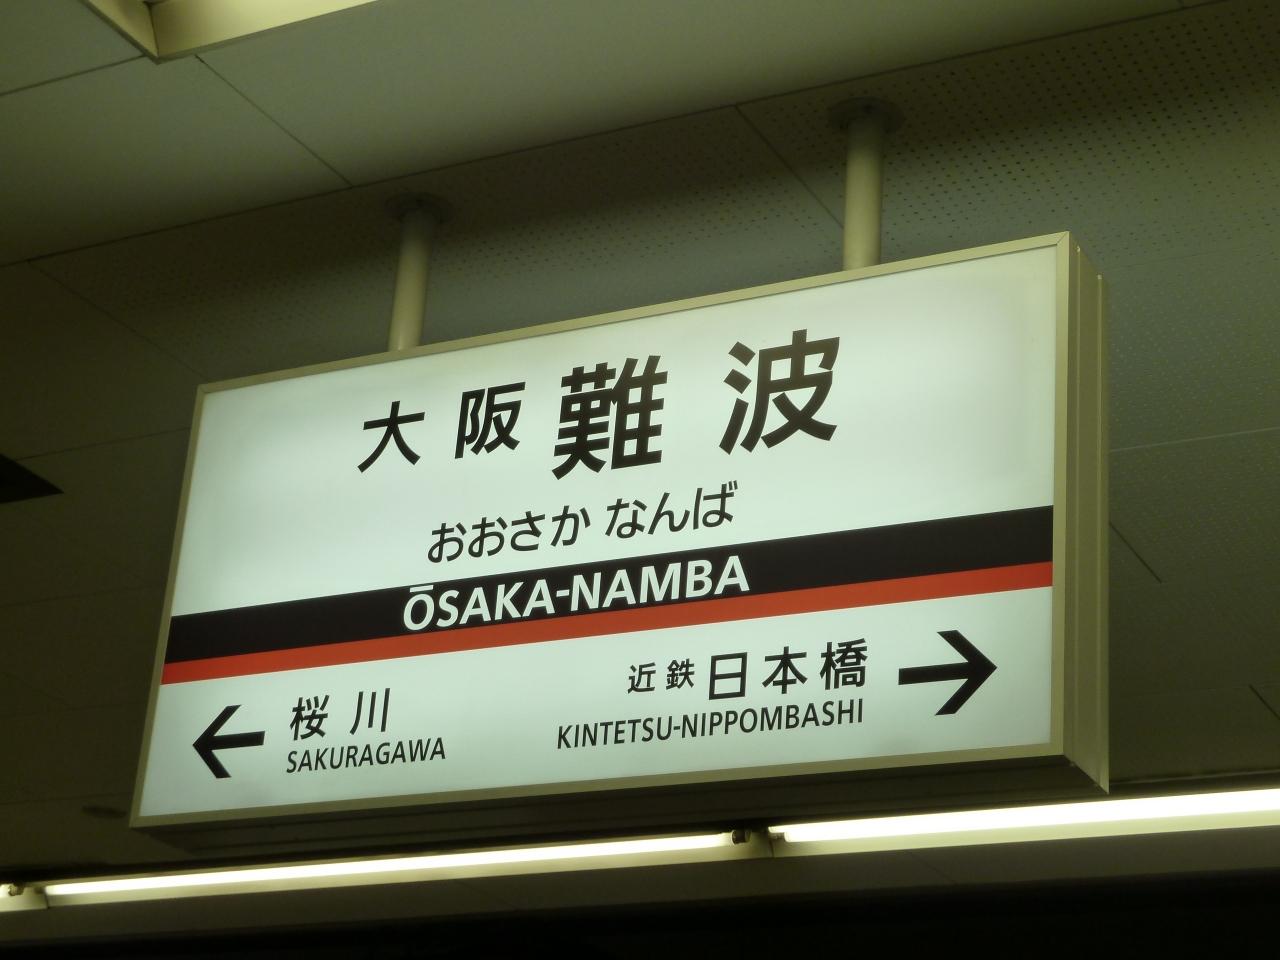 大阪難波
おおさか なんば
ŌSAKA-NAMBA
桜川
SAKURAGAWA
近鉄日本橋
KINTETSU-NIPPOMBASHI